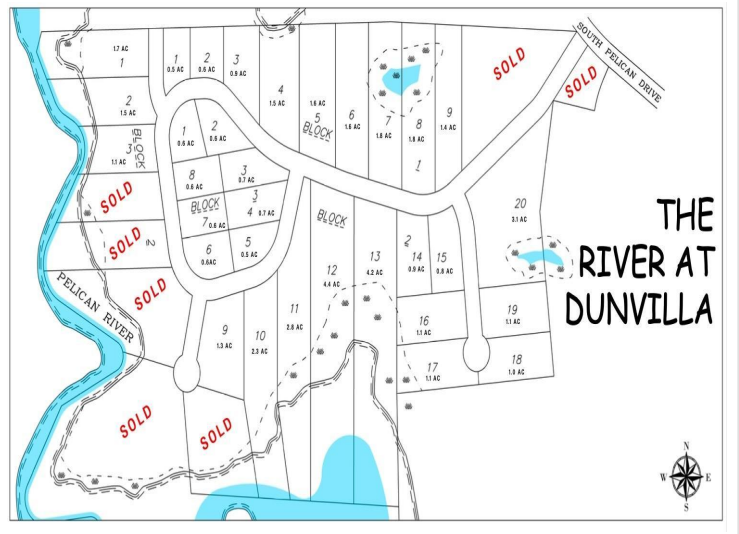 SOUTH PELICAN DRIVE
SOLD
SOLD
1.7 AC
1
1
0.5 AC
2
0.6 AC
3
0.9 AC
4
1.5 AC
1.6 AC
5
BLOCK
6
1.6 AC
7
1.8 AC
8
1.6 AC
9
1.4 AC
1
2
1.5 AC
3
1.1 AC
BLOCK
2
SOLD
SOLD
SOLD
1
0.6 AC
2
0.6 AC
8
0.6 AC
3
0.7 AC
BLOCK
3
7 0.6 AC
4 0.7 AC
6
0.6AC
5
0.5 AC
BLOCK
2
20
3.1 AC
THE
RIVER AT
DUNVILLA
PELICAN RIVER
9
1.3 AC
10
2.3 AC
11
2.8 AC
12
4.4 AC
13
4.2 AC
14
0.9 AC
15
0.8 AC
16
1.1 AC
19
1.1 AC
17
1.1 AC
18
1.0 AC
SOLD
SOLD
N
W E
S